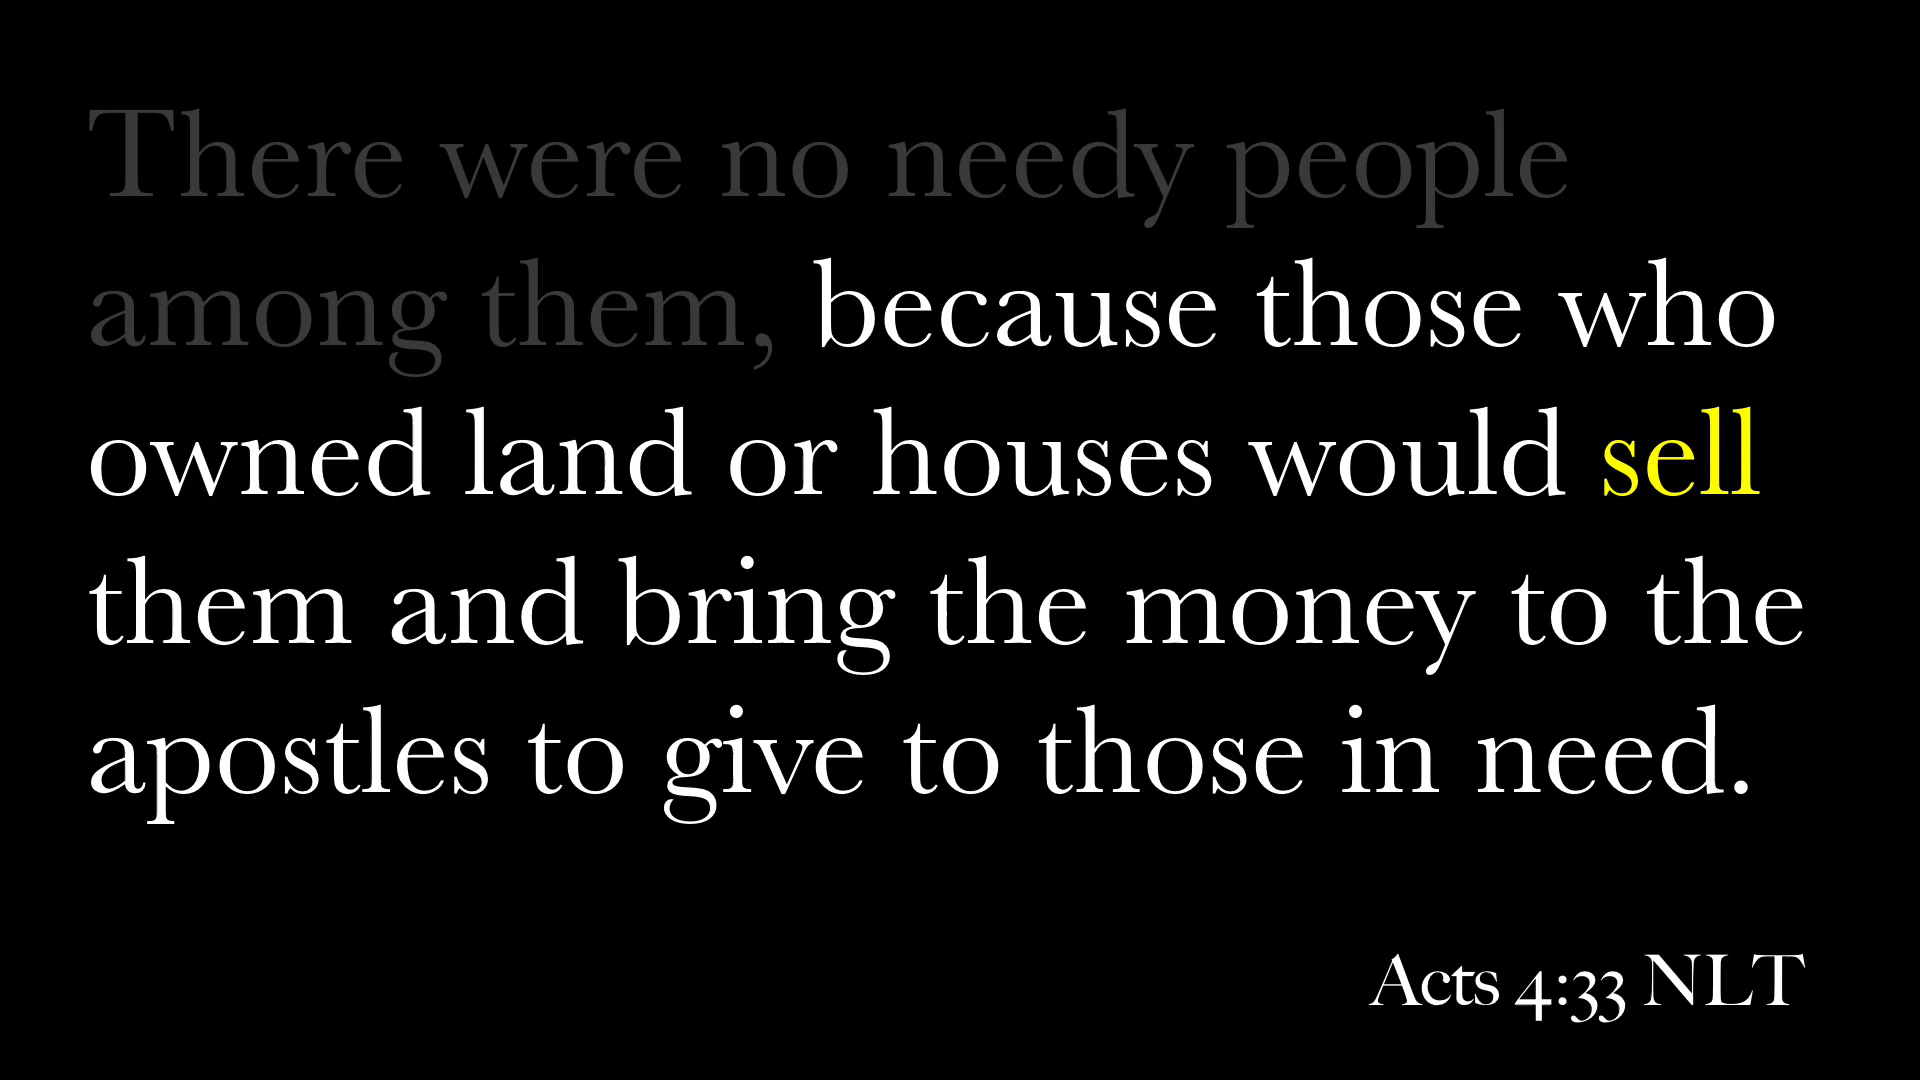 There were no needy people
among them, because those who
owned land or houses would sell
them and bring the money to the
apostles to give to those in need.
Acts 4:33 NLT